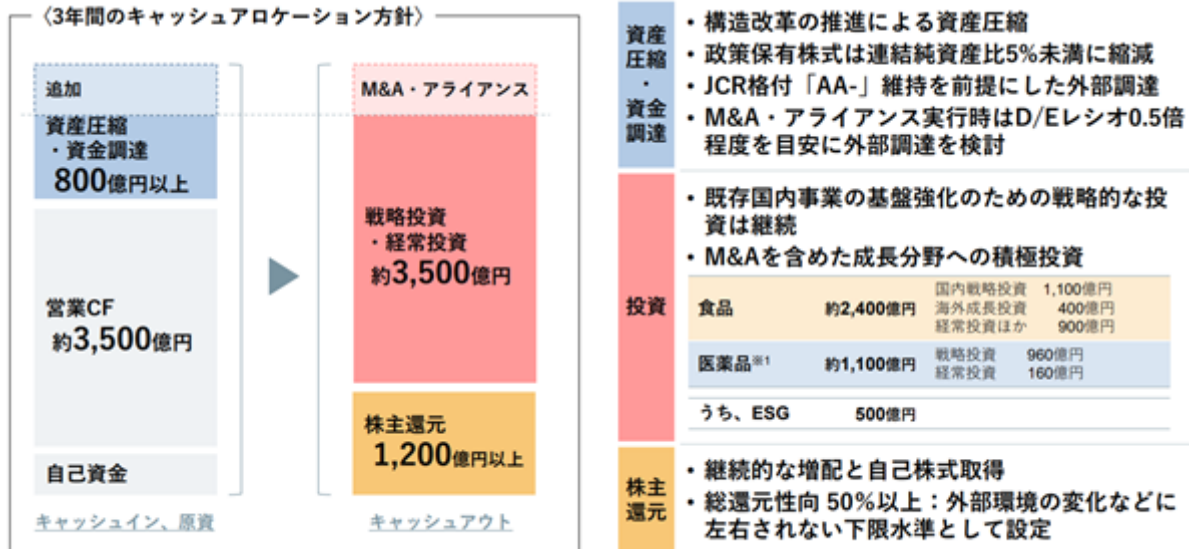 〈3年間のキャッシュアロケーション方針〉
追加
資産圧縮
・資金調達
800億円以上
営業CF
約3,500億円
自己資金
キャッシュイン、原資
M&A・アライアンス
戦略投資
・経常投資
約3,500億円
株主還元
1,200億円以上
キャッシュアウト
資産
圧縮
・
資金
調達
• 構造改革の推進による資産圧縮
• 政策保有株式は連結純資産比5%未満に縮減
• JCR格付「AA-」維持を前提にした外部調達
• M&A・アライアンス実行時はD/Eレシオ0.5倍
程度を目安に外部調達を検討
投資
• 既存国内事業の基盤強化のための戦略的な投
資は継続
• M&Aを含めた成長分野への積極投資
食品 約2,400億円
国内戦略投資 1,100億円
海外成長投資 400億円
経常投資ほか 900億円
医薬品※1 約1,100億円
戦略投資 960億円
経常投資 160億円
うち、ESG 500億円
株主
還元
• 継続的な増配と自己株式取得
• 総還元性向 50%以上：外部環境の変化などに
左右されない下限水準として設定